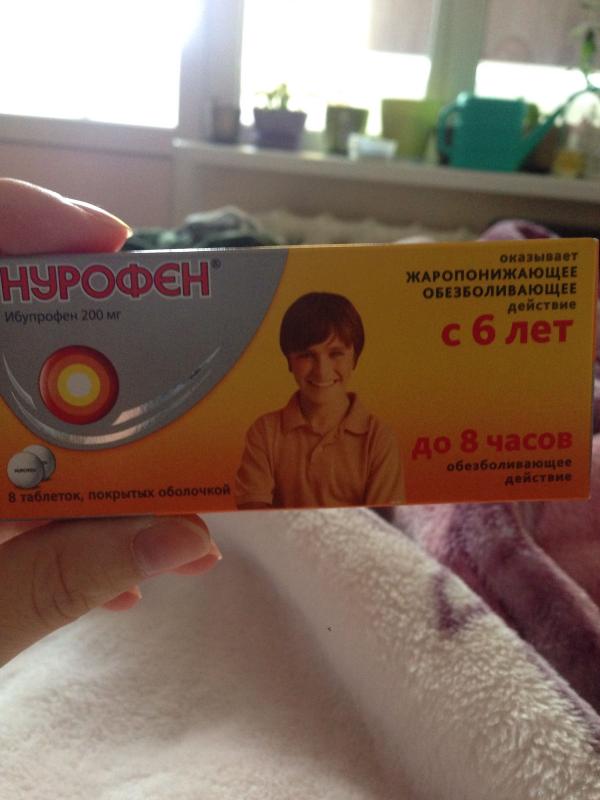 НУРОФЕН®
Ибупрофен 200 мг
8 таблеток, покрытых оболочкой
оказывает
ЖАРОПОНИЖАЮЩЕЕ
ОБЕЗБОЛИВАЮЩЕЕ
действие
с 6 лет
до 8 часов
обезболивающее
действие